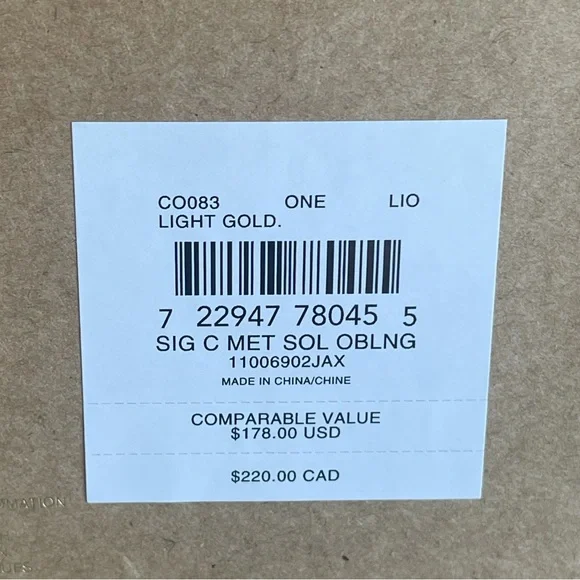 CO083 ONE LIO
LIGHT GOLD.
7 22947 78045 5
SIG C MET SOL OBLNG
11006902JAX
MADE IN CHINA/CHINE
COMPARABLE VALUE
$178.00 USD
$220.00 CAD